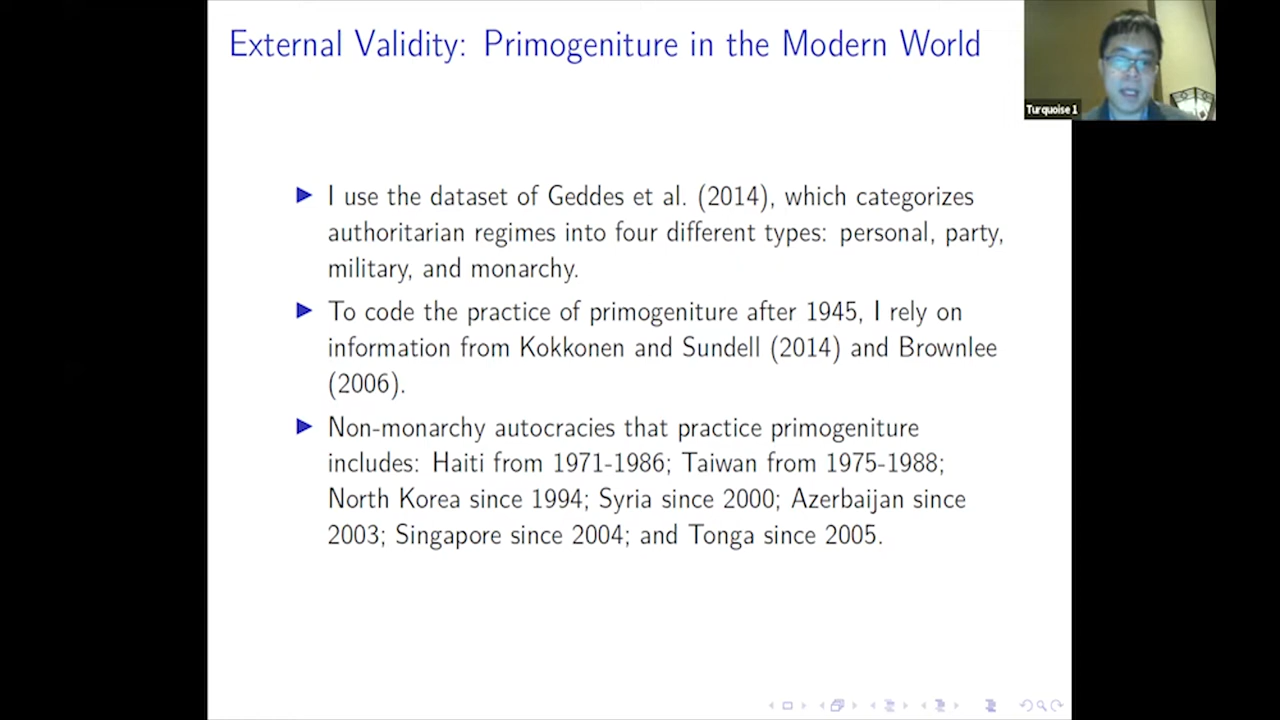 External Validity: Primogeniture in the Modern World
Turquoise 1
I use the dataset of Geddes et al. (2014), which categorizes
authoritarian regimes into four different types: personal, party,
military, and monarchy.
To code the practice of primogeniture after 1945, I rely on
information from Kokkonen and Sundell (2014) and Brownlee
(2006).
Non-monarchy autocracies that practice primogeniture
includes: Haiti from 1971-1986; Taiwan from 1975-1988;
North Korea since 1994; Syria since 2000; Azerbaijan since
2003; Singapore since 2004; and Tonga since 2005.